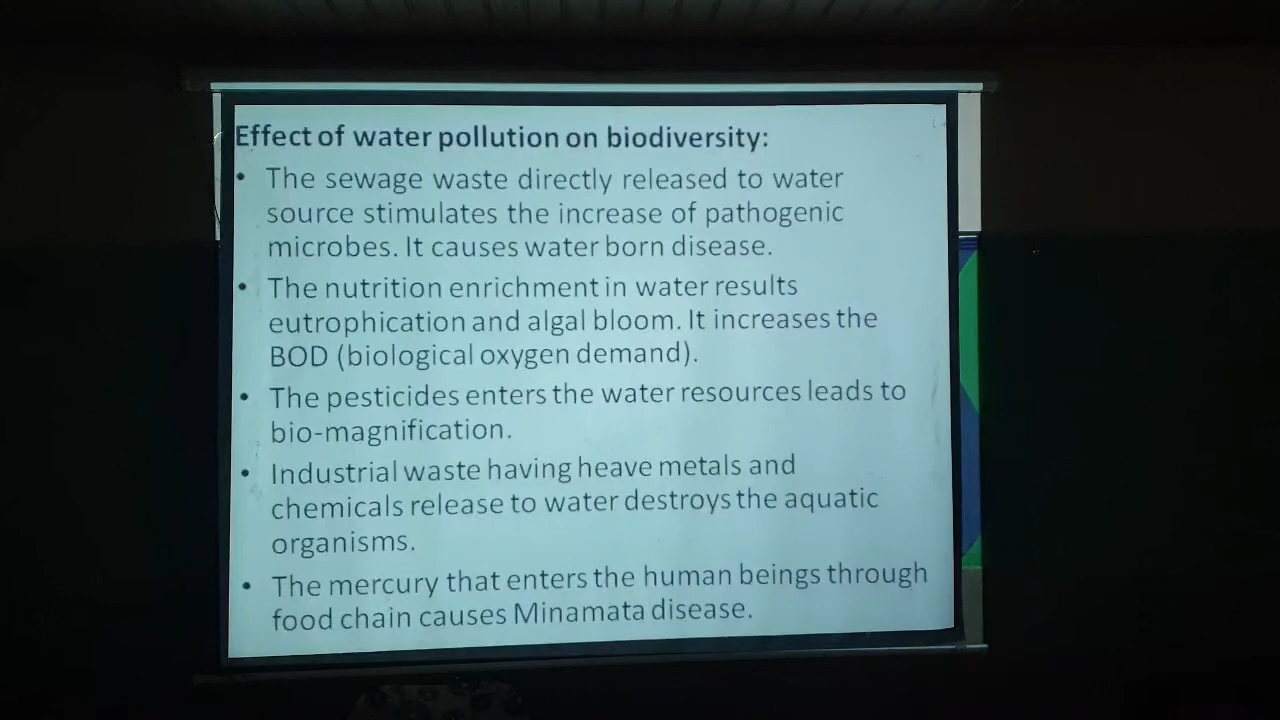 Effect of water pollution on biodiversity:
• The sewage waste directly released to water
source stimulates the increase of pathogenic
microbes. It causes water born disease.
• The nutrition enrichment in water results
eutrophication and algal bloom. It increases the
BOD (biological oxygen demand).
• The pesticides enters the water resources leads to
bio-magnification.
• Industrial waste having heave metals and
chemicals release to water destroys the aquatic
organisms.
• The mercury that enters the human beings through
food chain causes Minamata disease.